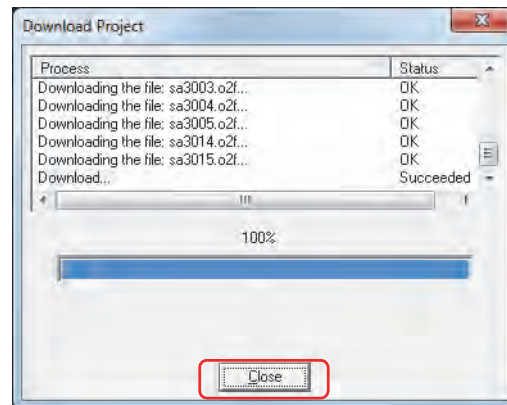 Download Project
Process Status
Downloading the file: sa3003.o2f... OK
Downloading the file: sa3004.o2f... OK
Downloading the file: sa3005.o2f... OK
Downloading the file: sa3014.o2f... OK
Downloading the file: sa3015.o2f... OK
Download... Succeeded
100%
Close